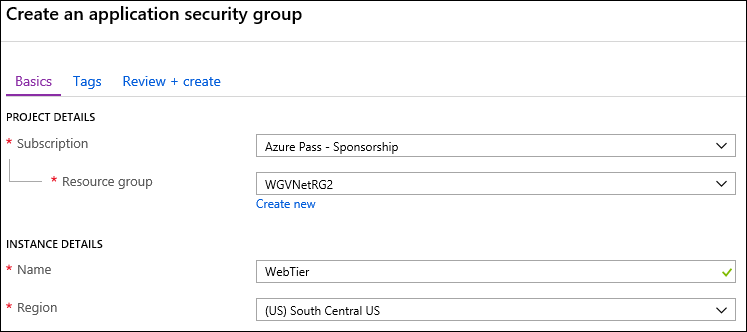 Create an application security group
Basics Tags Review + create
PROJECT DETAILS
* Subscription Azure Pass - Sponsorship
* Resource group WGVNetRG2
Create new
INSTANCE DETAILS
* Name WebTier
* Region (US) South Central US